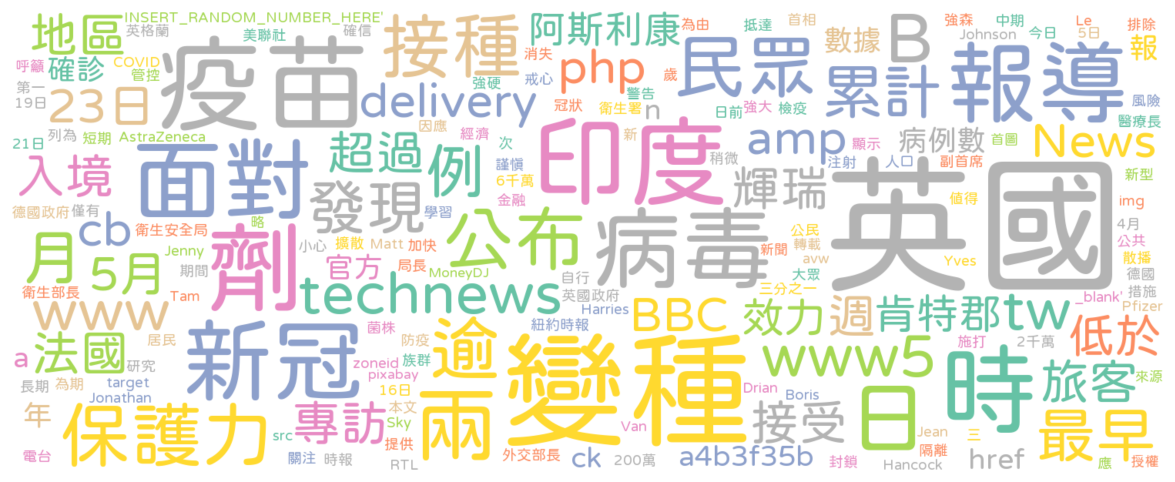 INSERT_RANDOM_NUMBER_HERE'
地區
英格蘭
美聯社
確信
呼籲
確診
COVID
管控
第一
19日
23日
疫苗
接種
強硬
消失
戒心
阿斯利康
為由
抵達
首相
php
民眾
數據
B
強森
中期
今日
Le
5日
排除
Johnson
報
累計
報導
風險
delivery
冠狀
警告
衛生署
n
日前
強大
檢疫
醫療長
21日
列為
短期
AstraZeneca
因應
經濟
次
新
印度
稍微
amp
顯示
病例數
News
入境
面對
超過
例
謹慎
6千萬
金融
注射
人口
副首席
新型
輝瑞
英國
值得
img
德國政府
僅有
衛生安全局
略
發現
學習
公布
病毒
公民
轉載
4月
公共
月
5月
cb
Jenny
期間
劑
小心
擴散
Matt
加快
官方
局長
MoneyDJ
新聞
avw
Yves
德國
散播
衛生部長
Tam
technews
自行
英國政府
大眾
三分之一
措施
_blank'
Pfizer
www
菌株
Harries
紐約時報
BBC
效力
週
肯特郡
tw
低於
a
法國
居民
研究
新冠
防疫
族群
逾
變種
www5
施打
2千萬
時
旅客
來源
長期
為期
target
Jonathan
zoneid
pixabay
16日
Drian
Boris
年
保護力
src
專訪
本文
Sky
提供
兩
Van
接受
日
Jean
三
隔離
最早
電台
關注
時報
RTL
外交部長
ck
200萬
a4b3f35b
封鎖
Hancock
href
應
授權